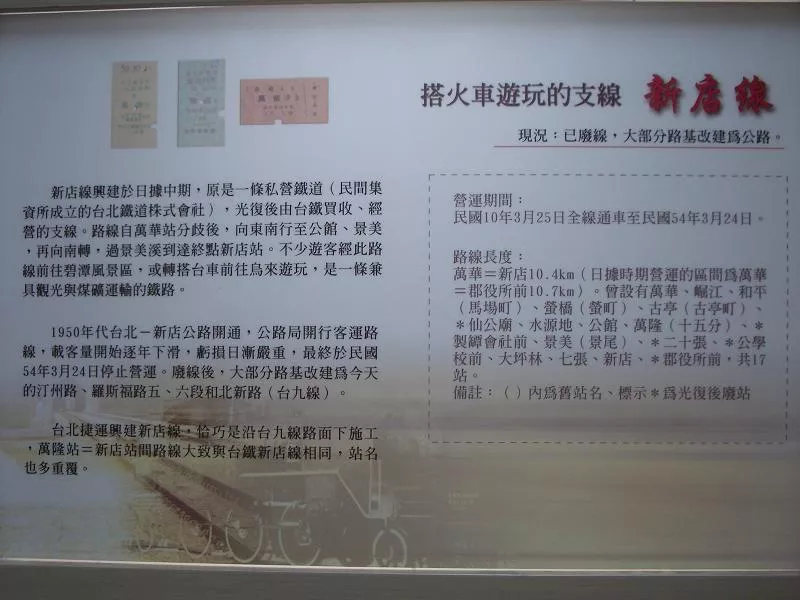 搭火車遊玩的支線 新店線
現況：已廢線，大部分路基改建爲公路。
新店線興建於日據中期，原是一條私營鐵道（民間集
資所成立的台北鐵道株式會社），光復後由台鐵買收、經
營的支線。路線自萬華站分歧後，向東南行至公館、景美
，再向南轉，過景美溪到達終點新店站。不少遊客經此路
線前往碧潭風景區，或轉搭台車前往烏來遊玩，是一條兼
具觀光與煤礦運輸的鐵路。
1950年代台北－新店公路開通，公路局開行客運路
線，載客量開始逐年下滑，虧損日漸嚴重，最終於民國
54年3月24日停止營運。廢線後，大部分路基改建爲今天
的汀州路、羅斯福路五、六段和北新路（台九線）。
台北捷運興建新店線，恰巧是沿台九線路面下施工
，萬隆站＝新店站間路線大致與台鐵新店線相同，站名
也多重覆。
營運期間：
民國10年3月25日全線通車至民國54年3月24日。
路線長度：
萬華＝新店10.4km（日據時期營運的區間爲萬華
＝郡役所前10.7km）。曾設有萬華、崛江、和平
（馬場町）、螢橋（螢町）、古亭（古亭町）、
＊仙公廟、水源地、公館、萬隆（十五分）、＊
製罈會社前、景美（景尾）、＊二十張、＊公學
校前、大坪林、七張、新店、＊郡役所前，共17
站。
備註：（ ）內爲舊站名、標示＊爲光復後廢站